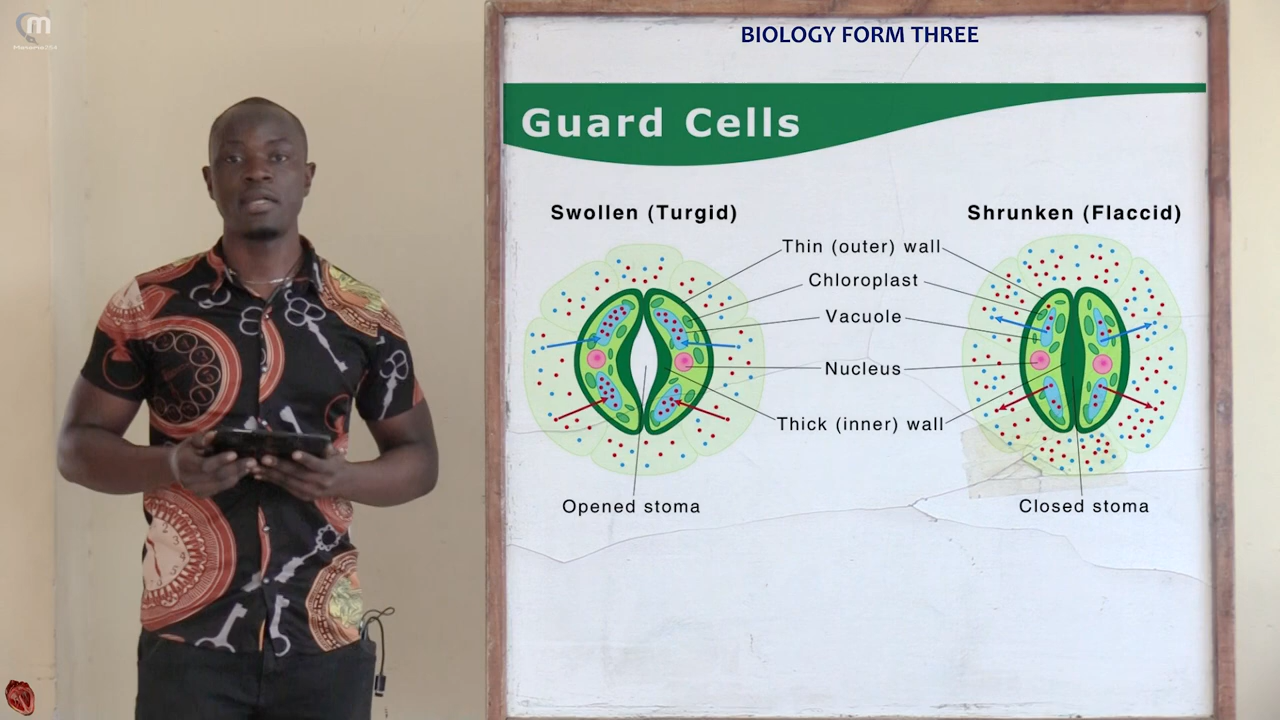 m
BIOLOGY FORM THREE
Guard Cells
Swollen (Turgid)
Shrunken (Flaccid)
Thin (outer) wall
Chloroplast
Vacuole
Nucleus
Thick (inner) wall
Opened stoma
Closed stoma